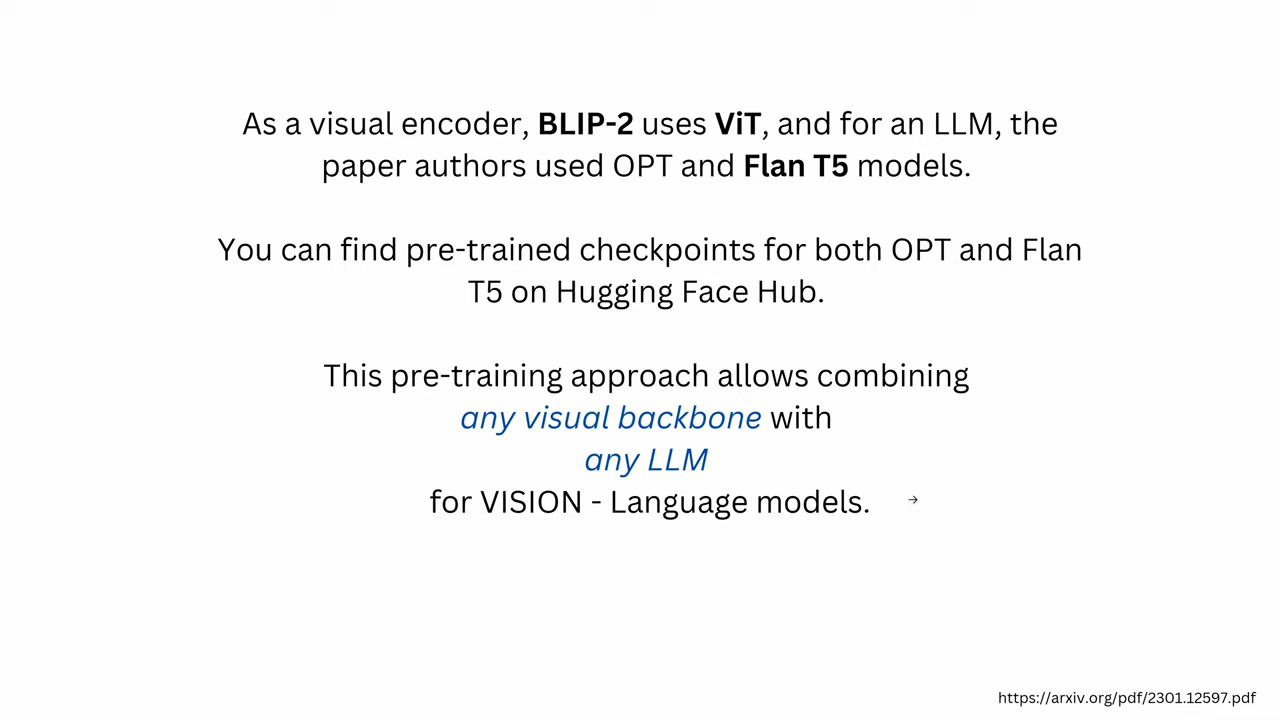 As a visual encoder, BLIP-2 uses ViT, and for an LLM, the
paper authors used OPT and Flan T5 models.
You can find pre-trained checkpoints for both OPT and Flan
T5 on Hugging Face Hub.
This pre-training approach allows combining
any visual backbone with
any LLM
for VISION - Language models. →
https://arxiv.org/pdf/2301.12597.pdf